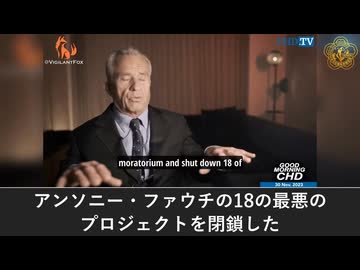 @VIGILANTFOX
CHD.TV
moratorium and shut down 18 of
GOOD
MORNING
CHD
30 Nov. 2023
アンソニー・ファウチの18の最悪の
プロジェクトを閉鎖した